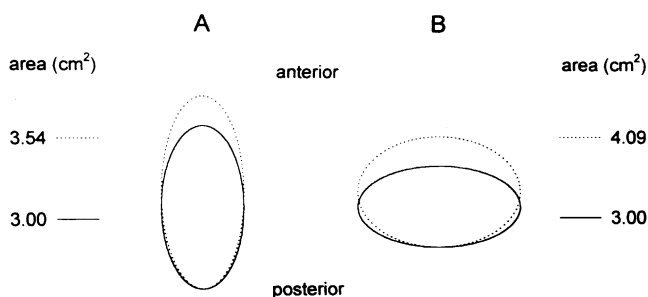 A B
area (cm²) anterior area (cm²)
3.54 4.09
3.00 3.00
posterior